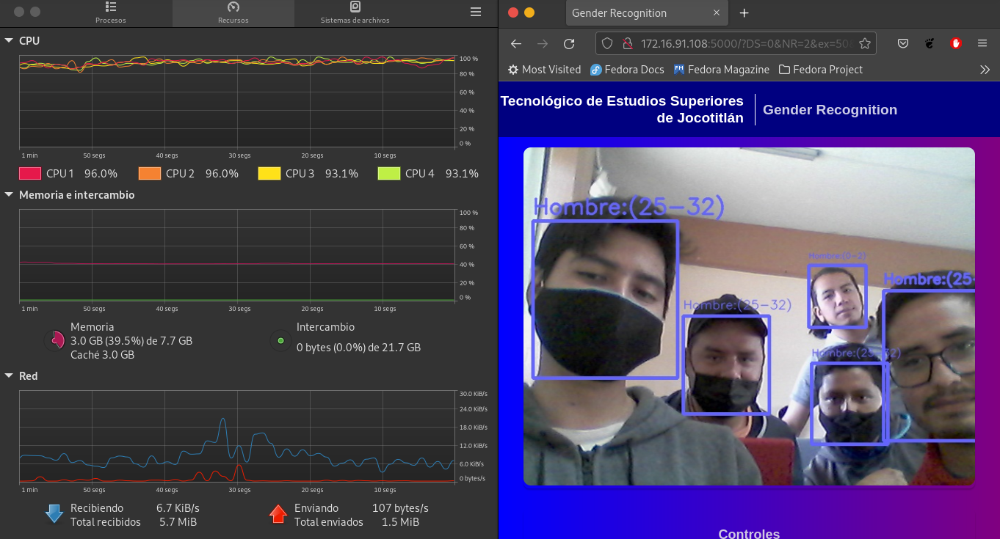 Procesos
Recursos
Sistemas de archivos
CPU
100 %
80 %
60 %
40 %
20 %
0 %
1 min
50 segs
40 segs
30 segs
20 segs
10 segs
CPU 1 96.0%
CPU 2 96.0%
CPU 3 93.1%
CPU 4 93.1%
Memoria e intercambio
100 %
80 %
60 %
40 %
20 %
0 %
1 min
50 segs
40 segs
30 segs
20 segs
10 segs
Memoria
3.0 GB (39.5%) de 7.7 GB
Caché 3.0 GB
Intercambio
0 bytes (0.0%) de 21.7 GB
Red
30.0 KiB/s
24.0 KiB/s
18.0 KiB/s
12.0 KiB/s
6.0 KiB/s
0 bytes/s
1 min
50 segs
40 segs
30 segs
20 segs
10 segs
Recibiendo 6.7 KiB/s
Total recibidos 5.7 MiB
Enviando 107 bytes/s
Total enviados 1.5 MiB
Gender Recognition
172.16.91.108:5000/?DS=0&NR=2&ex=50
Most Visited
Fedora Docs
FM
Fedora Magazine
Fedora Project
Tecnológico de Estudios Superiores
de Jocotitlán
Gender Recognition
Hombre:(25-32)
Hombre:(0-2)
Hombre:(25-
Hombre:(25-32)
Hombre:(25-32)
Controles